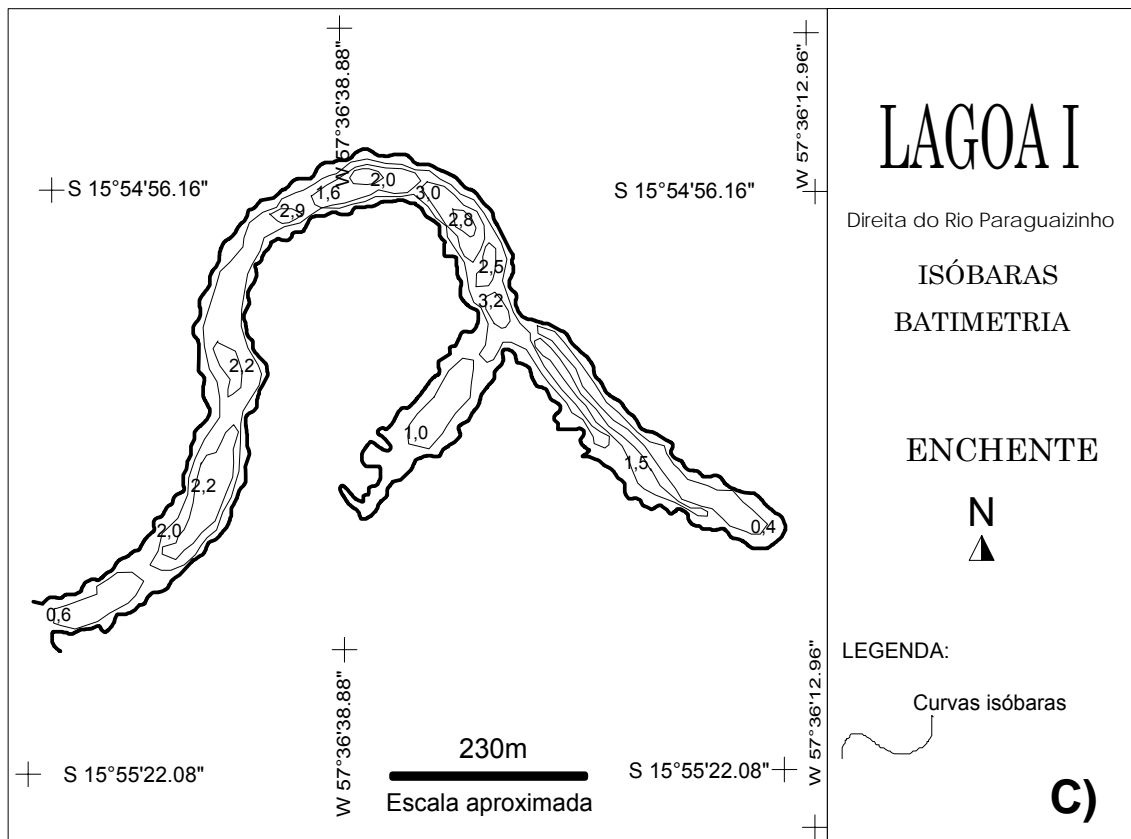 W 57°36'38.88"
W 57°36'12.96"
S 15°54'56.16"
S 15°54'56.16"
2,0
1,6
3,0
2,9
2,8
2,5
3,2
2,2
1,0
1,5
2,2
2,0
0,4
0,6
W 57°36'38.88"
W 57°36'12.96"
S 15°55'22.08"
S 15°55'22.08"
230m
Escala aproximada
LAGOA I
Direita do Rio Paraguaizinho
ISÓBARAS
BATIMETRIA
ENCHENTE
N
LEGENDA:
Curvas isóbaras
C)